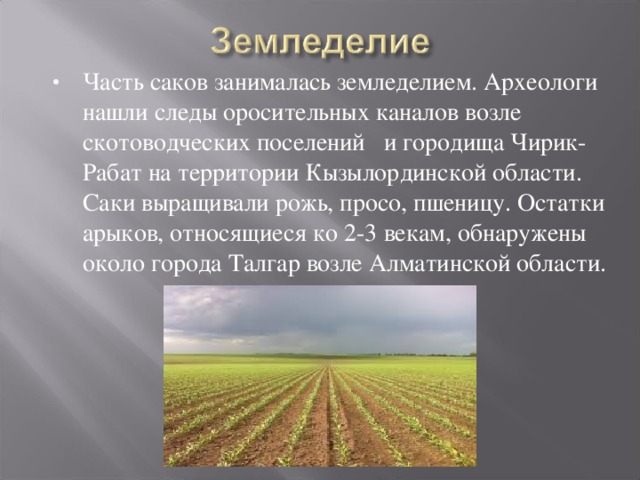 Земледелие
• Часть саков занималась земледелием. Археологи
нашли следы оросительных каналов возле
скотоводческих поселений и городища Чирик-
Рабат на территории Кызылординской области.
Саки выращивали рожь, просо, пшеницу. Остатки
арыков, относящиеся ко 2-3 векам, обнаружены
около города Талгар возле Алматинской области.